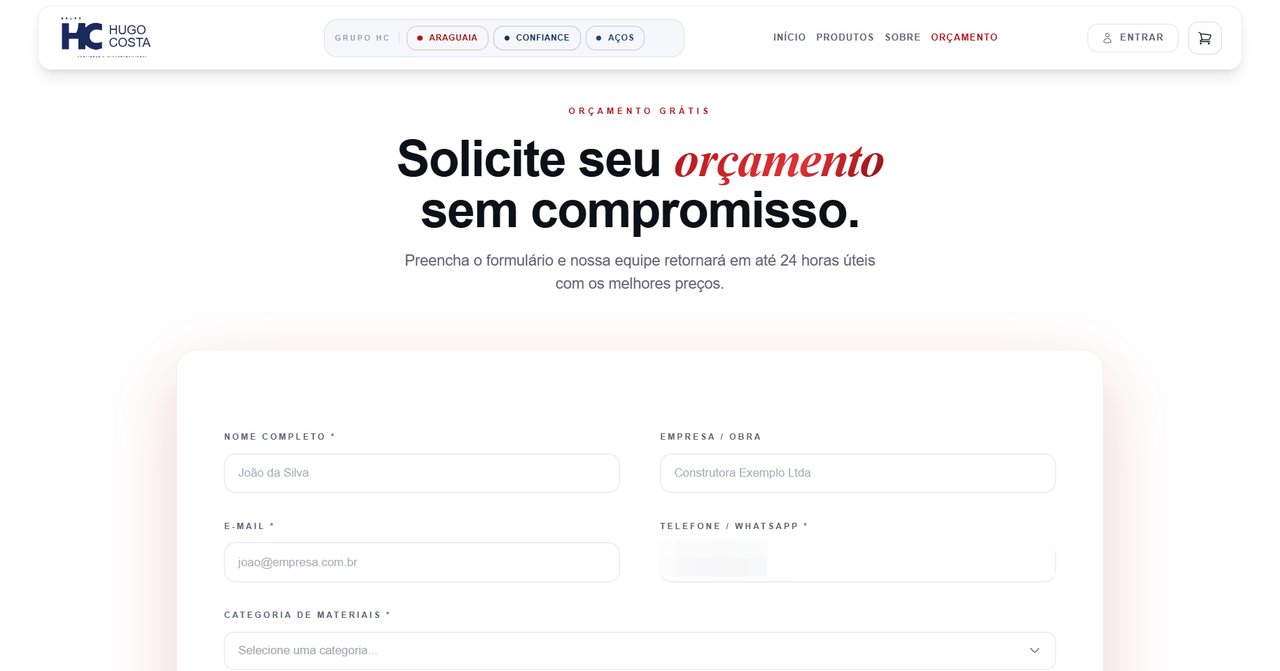 GRUPO
HC HUGO COSTA
GRUPO HC
ARAGUAIA
CONFIANCE
AÇOS
INÍCIO
PRODUTOS
SOBRE
ORÇAMENTO
ENTRAR
ORÇAMENTO GRÁTIS
Solicite seu orçamento
sem compromisso.
Preencha o formulário e nossa equipe retornará em até 24 horas úteis
com os melhores preços.
NOME COMPLETO *
João da Silva
EMPRESA / OBRA
Construtora Exemplo Ltda
E-MAIL *
joao@empresa.com.br
TELEFONE / WHATSAPP *
CATEGORIA DE MATERIAIS *
Selecione uma categoria...